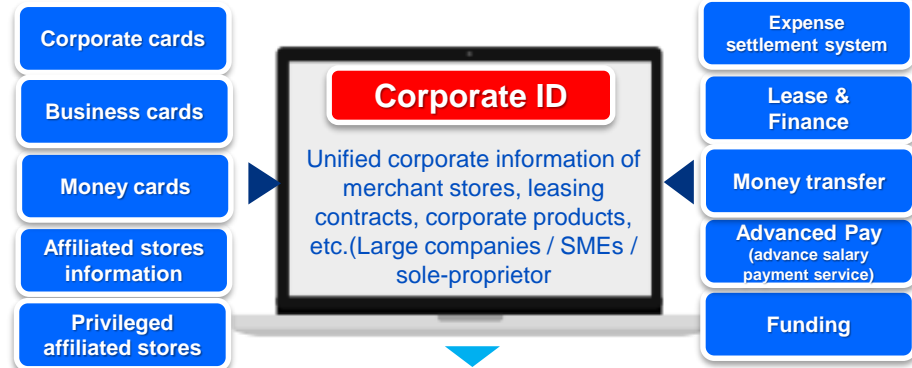 Corporate cards
Business cards
Money cards
Affiliated stores
information
Privileged
affiliated stores
Corporate ID
Unified corporate information of
merchant stores, leasing
contracts, corporate products,
etc.(Large companies / SMEs /
sole-proprietor
Expense
settlement system
Lease &
Finance
Money transfer
Advanced Pay
(advance salary
payment service)
Funding